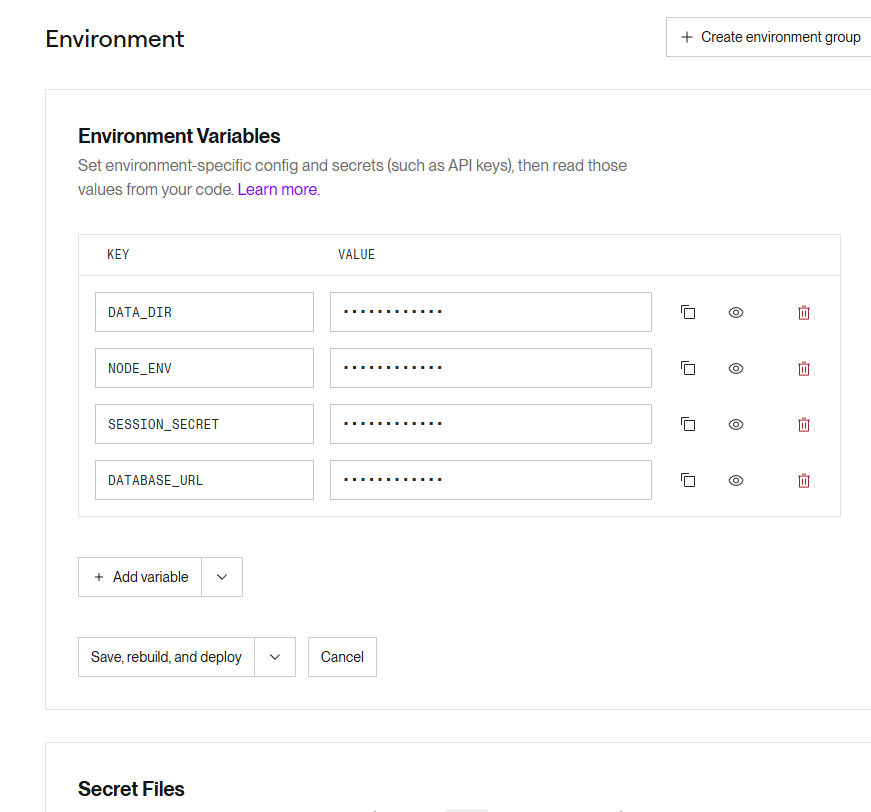 Environment
+ Create environment group
Environment Variables
Set environment-specific config and secrets (such as API keys), then read those
values from your code. Learn more.
KEY VALUE
DATA_DIR ············
NODE_ENV ············
SESSION_SECRET ············
DATABASE_URL ············
+ Add variable
Save, rebuild, and deploy Cancel
Secret Files